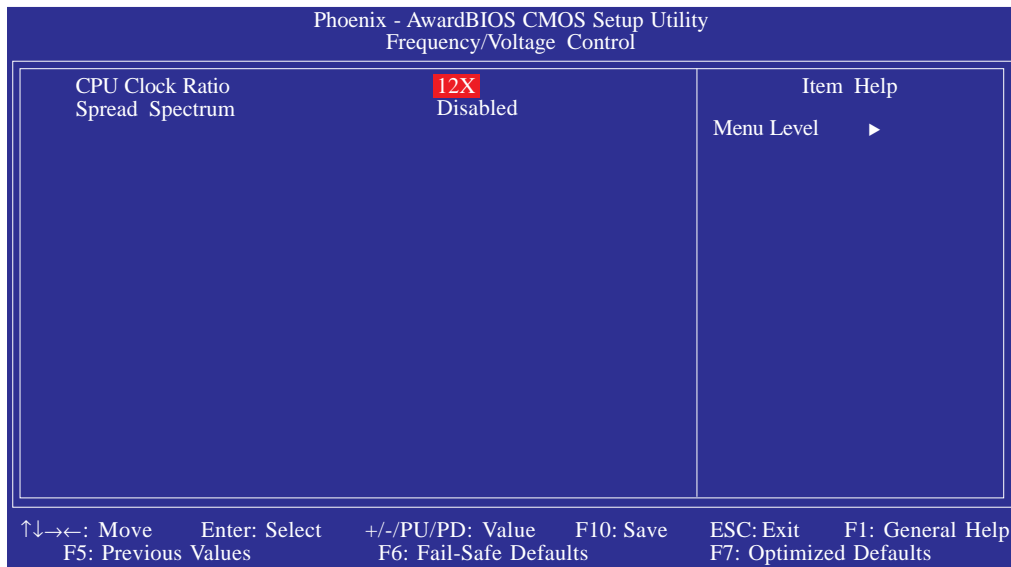 Phoenix - AwardBIOS CMOS Setup Utility
Frequency/Voltage Control
CPU Clock Ratio 12X
Spread Spectrum Disabled
Item Help
Menu Level ▶
↑↓→←: Move Enter: Select +/-/PU/PD: Value F10: Save ESC: Exit F1: General Help
F5: Previous Values F6: Fail-Safe Defaults F7: Optimized Defaults